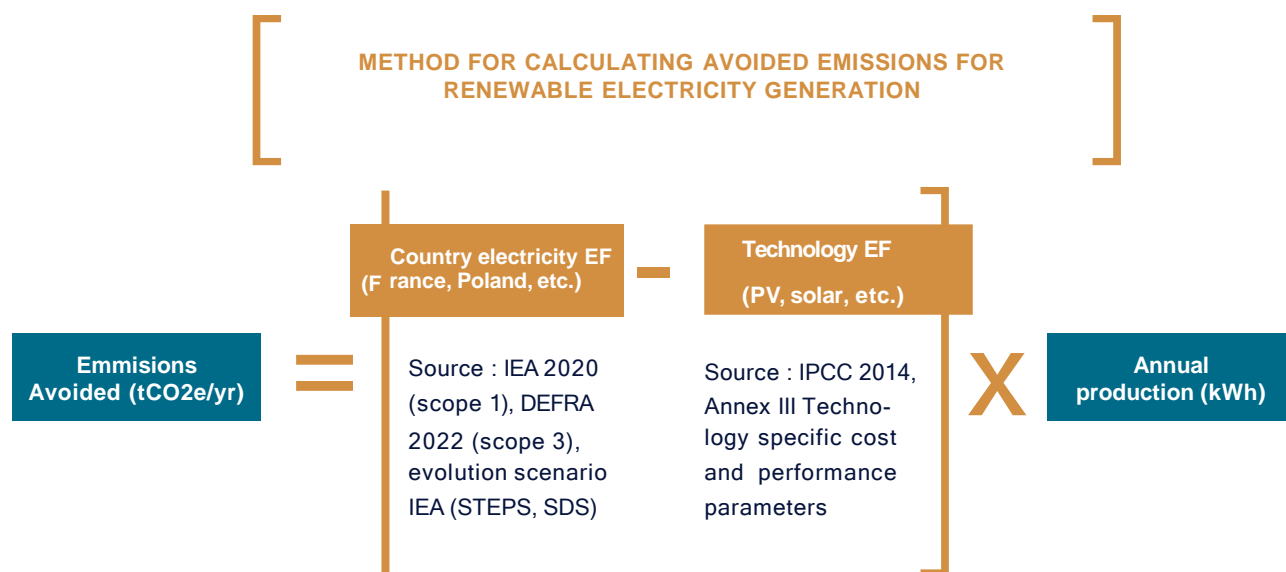 METHOD FOR CALCULATING AVOIDED EMISSIONS FOR
RENEWABLE ELECTRICITY GENERATION
Emmisions
Avoided (tCO2e/yr)
=
Country electricity EF
(F rance, Poland, etc.)
Source : IEA 2020
(scope 1), DEFRA
2022 (scope 3),
evolution scenario
IEA (STEPS, SDS)
-
Technology EF
(PV, solar, etc.)
Source : IPCC 2014,
Annex III Techno-
logy specific cost
and performance
parameters
X
Annual
production (kWh)